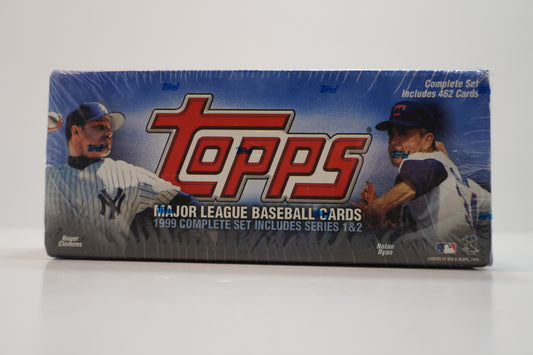 Complete Set
Includes 462 Cards
TOPPS
MAJOR LEAGUE BASEBALL CARDS
1999 COMPLETE SET INCLUDES SERIES 1&2
Roger
Clemens
Nolan
Ryan